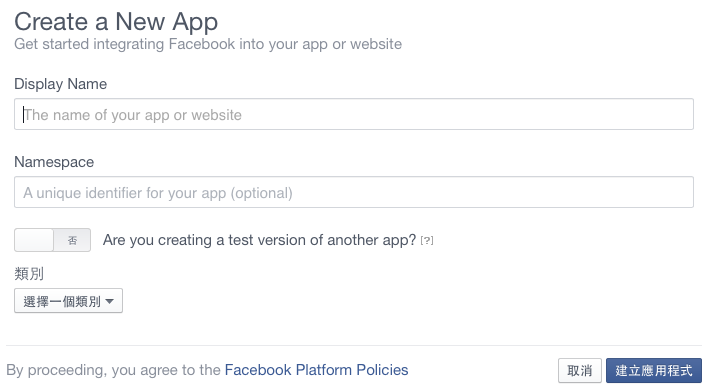 Create a New App
Get started integrating Facebook into your app or website
Display Name
The name of your app or website
Namespace
A unique identifier for your app (optional)
否 Are you creating a test version of another app? [?]
類別
選擇一個類別
By proceeding, you agree to the Facebook Platform Policies 取消 建立應用程式